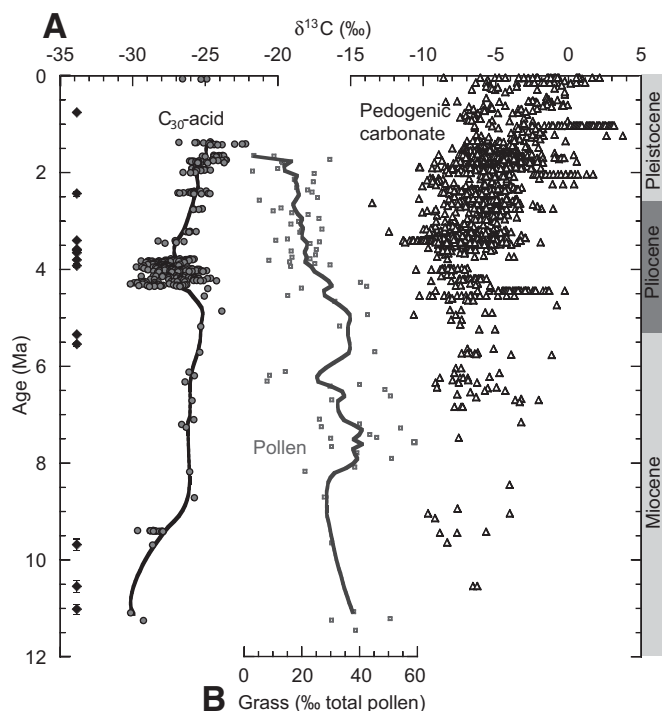 A
δ13C (‰)
-35 -30 -25 -20 -15 -10 -5 0 5
0
2
4
6
8
10
12
Age (Ma)
C30-acid
Pollen
Pedogenic
carbonate
Pleistocene
Pliocene
Miocene
0 20 40 60
B Grass (‰ total pollen)